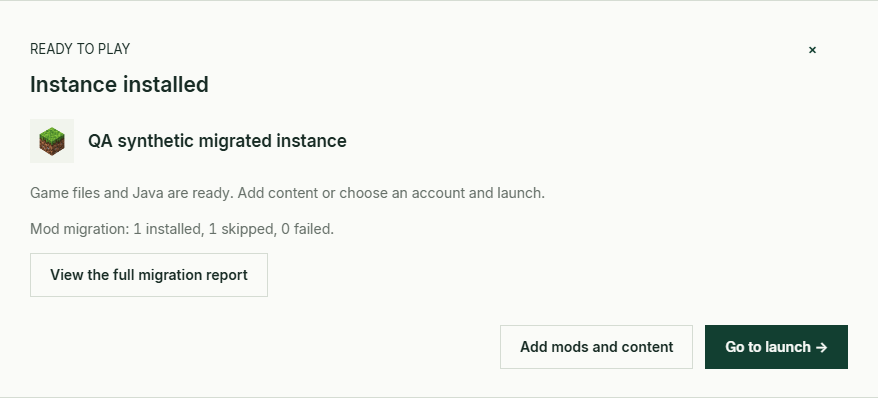 READY TO PLAY
×
Instance installed
QA synthetic migrated instance
Game files and Java are ready. Add content or choose an account and launch.
Mod migration: 1 installed, 1 skipped, 0 failed.
View the full migration report
Add mods and content
Go to launch →